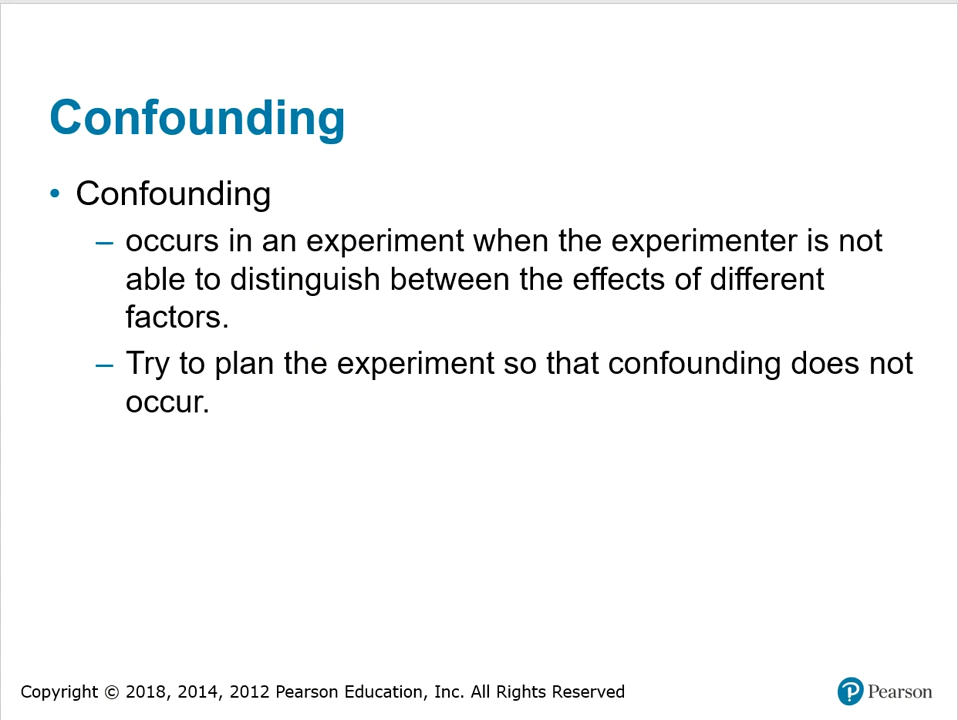 Confounding
• Confounding
– occurs in an experiment when the experimenter is not
able to distinguish between the effects of different
factors.
– Try to plan the experiment so that confounding does not
occur.
Copyright © 2018, 2014, 2012 Pearson Education, Inc. All Rights Reserved
P Pearson